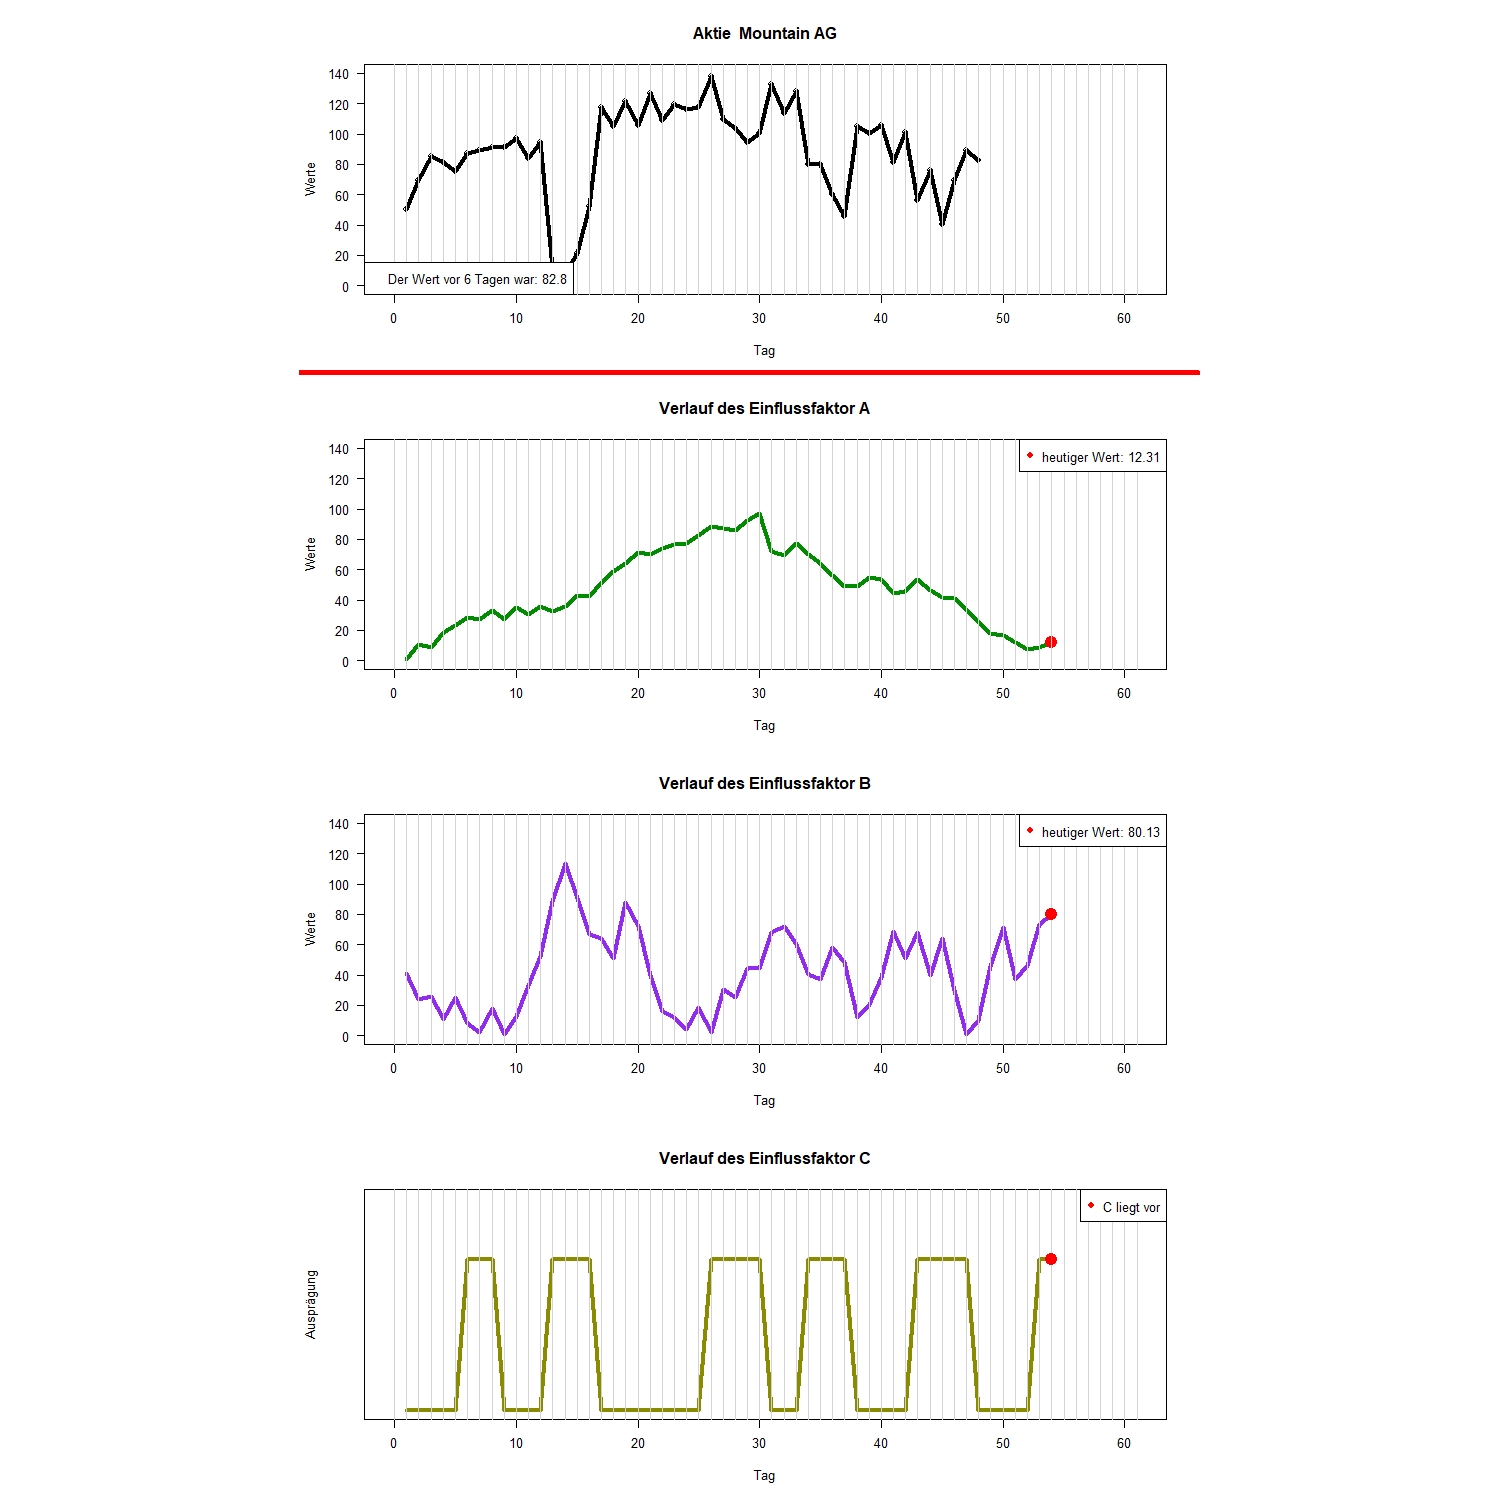 Aktie  Mountain AG
Werte
140
120
100
80
60
40
20
0
Der Wert vor 6 Tagen war: 82.8
0 10 20 30 40 50 60
Tag
Verlauf des Einflussfaktor A
Werte
140
120
100
80
60
40
20
0
heutiger Wert: 12.31
0 10 20 30 40 50 60
Tag
Verlauf des Einflussfaktor B
Werte
140
120
100
80
60
40
20
0
heutiger Wert: 80.13
0 10 20 30 40 50 60
Tag
Verlauf des Einflussfaktor C
Ausprägung
C liegt vor
0 10 20 30 40 50 60
Tag